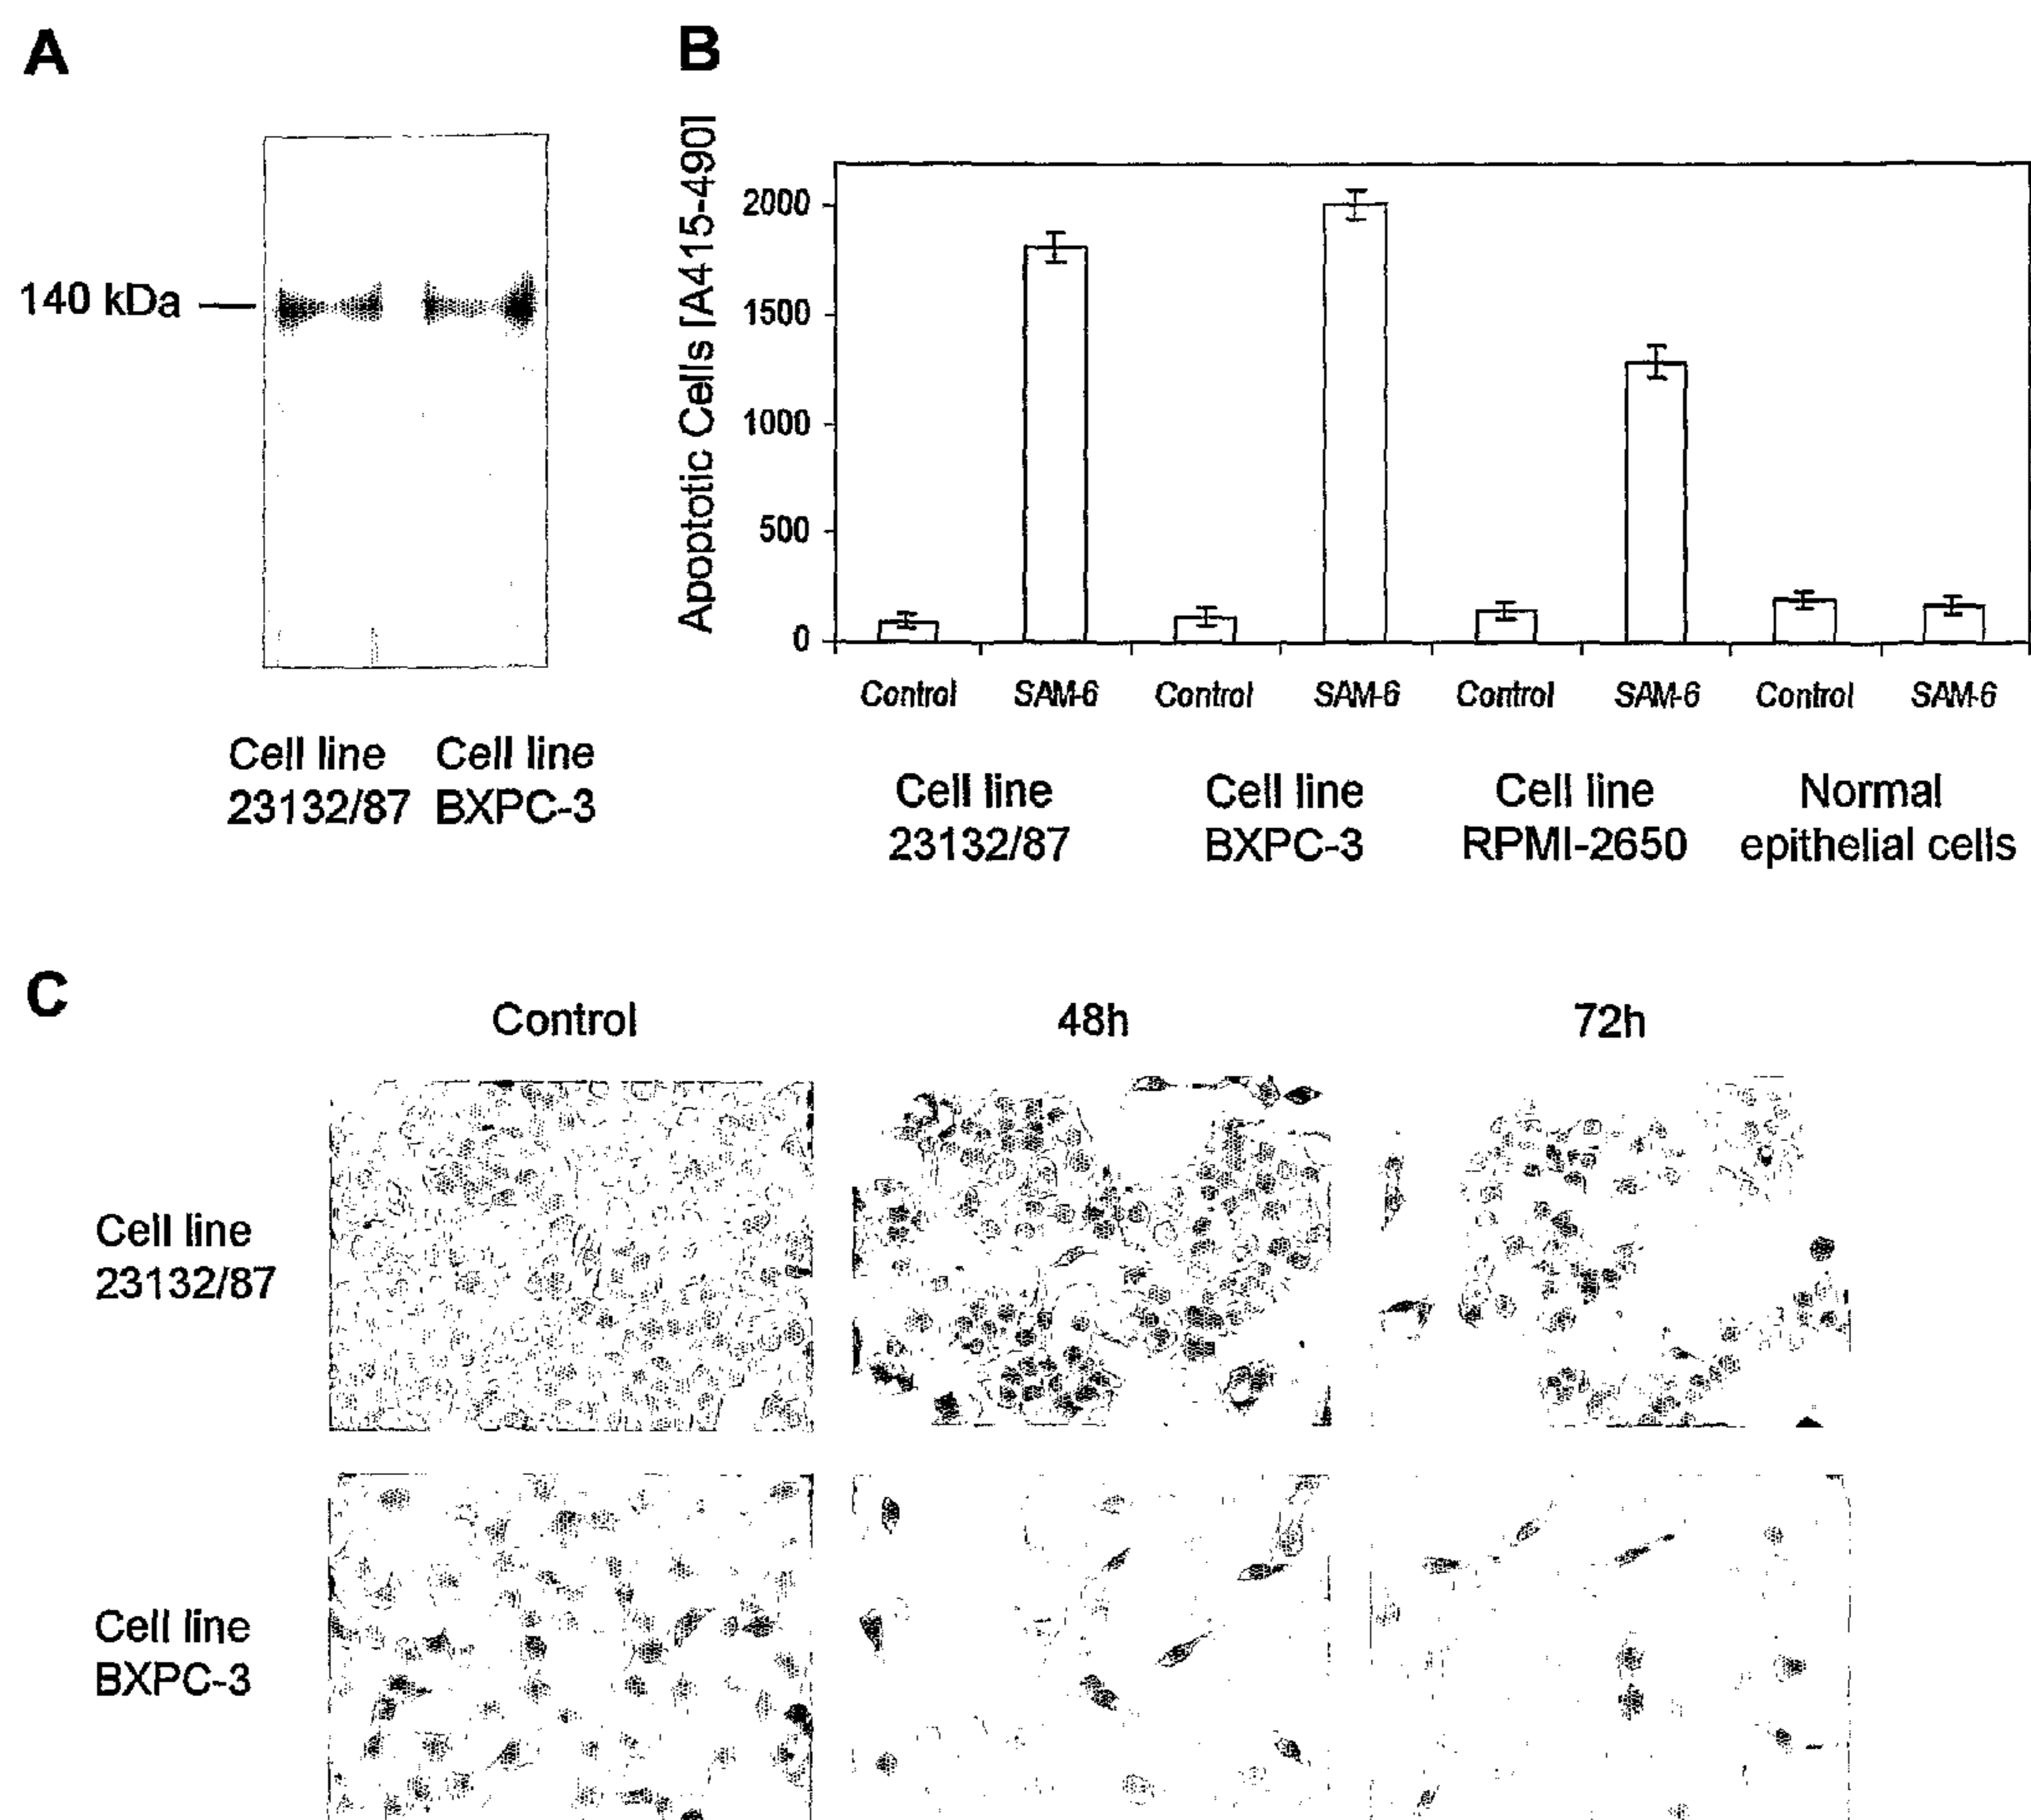 A
140 kDa
Cell line Cell line
23132/87 BXPC-3
B
Apoptotic Cells [A415-490]
2000
1500
1000
500
0
Control SAM-6 Control SAM-6 Control SAM-6 Control SAM-6
Cell line Cell line Cell line Normal
23132/87 BXPC-3 RPMI-2650 epithelial cells
C
Control 48h 72h
Cell line
23132/87
Cell line
BXPC-3